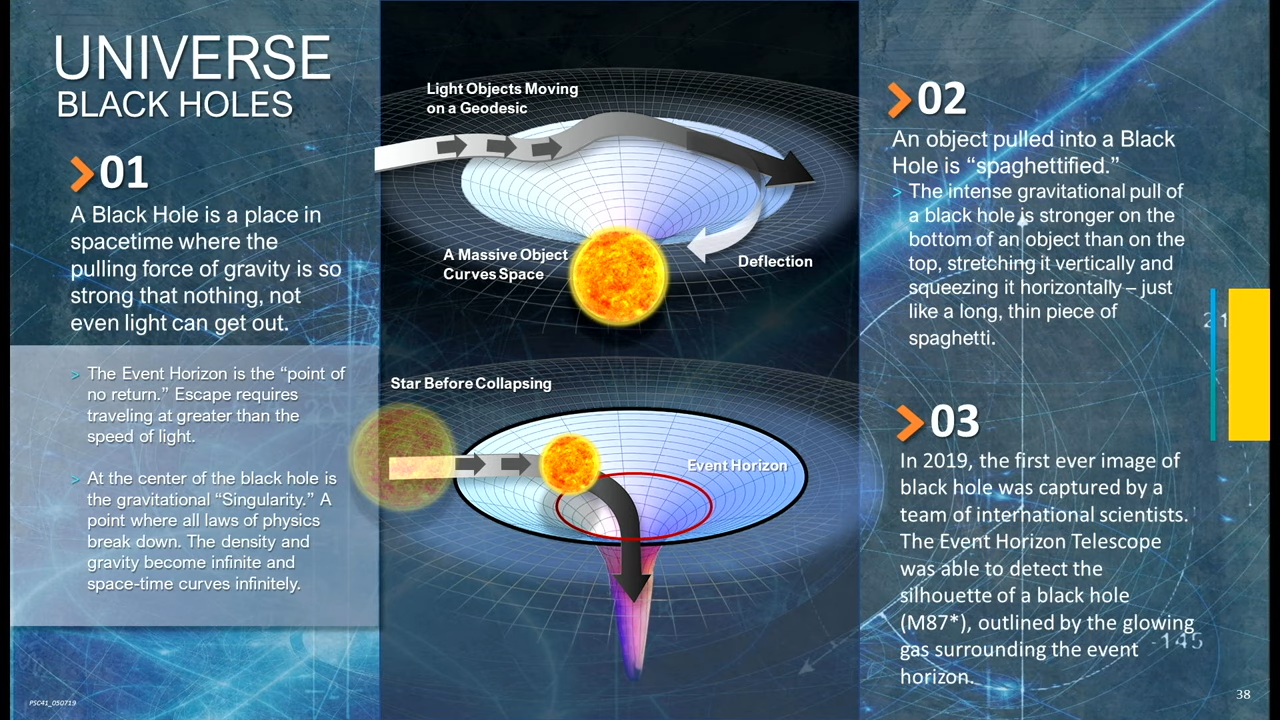 UNIVERSE
BLACK HOLES
01
A Black Hole is a place in
spacetime where the
pulling force of gravity is so
strong that nothing, not
even light can get out.
> The Event Horizon is the “point of
no return.” Escape requires
traveling at greater than the
speed of light.
> At the center of the black hole is
the gravitational “Singularity.” A
point where all laws of physics
break down. The density and
gravity become infinite and
space-time curves infinitely.
PSC41_050719
Light Objects Moving
on a Geodesic
A Massive Object
Curves Space
Deflection
Star Before Collapsing
Event Horizon
02
An object pulled into a Black
Hole is “spaghettified.”
> The intense gravitational pull of
a black hole is stronger on the
bottom of an object than on the
top, stretching it vertically and
squeezing it horizontally – just
like a long, thin piece of
spaghetti.
03
In 2019, the first ever image of
black hole was captured by a
team of international scientists.
The Event Horizon Telescope
was able to detect the
silhouette of a black hole
(M87*), outlined by the glowing
gas surrounding the event
horizon.
145
38